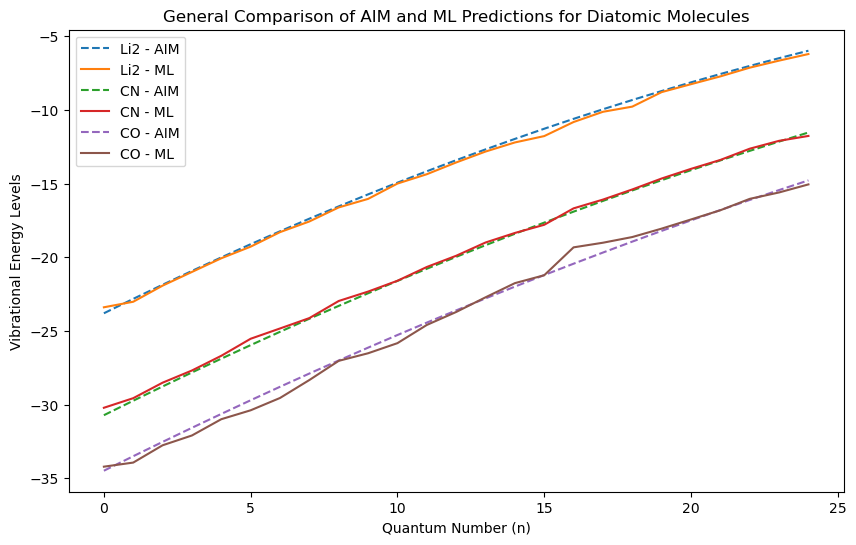 General Comparison of AIM and ML Predictions for Diatomic Molecules
Li2 - AIM
Li2 - ML
CN - AIM
CN - ML
CO - AIM
CO - ML
Vibrational Energy Levels
−5
−10
−15
−20
−25
−30
−35
0
5
10
15
20
25
Quantum Number (n)